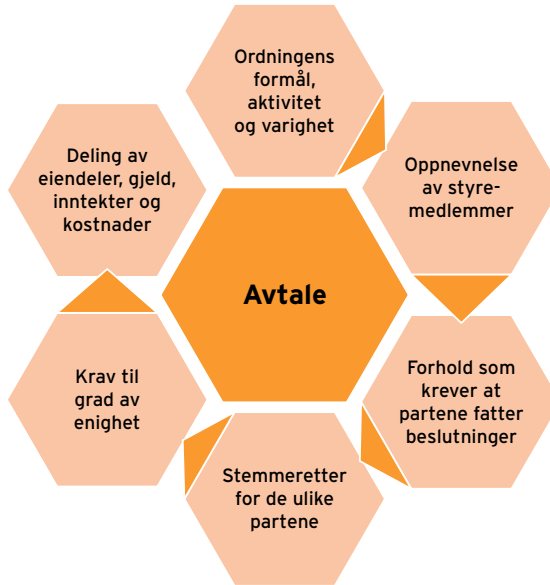 Ordningens
formål,
aktivitet
og varighet
Oppnevnelse
av styre-
medlemmer
Forhold som
krever at
partene fatter
beslutninger
Stemmeretter
for de ulike
partene
Krav til
grad av
enighet
Deling av
eiendeler, gjeld,
inntekter og
kostnader
Avtale